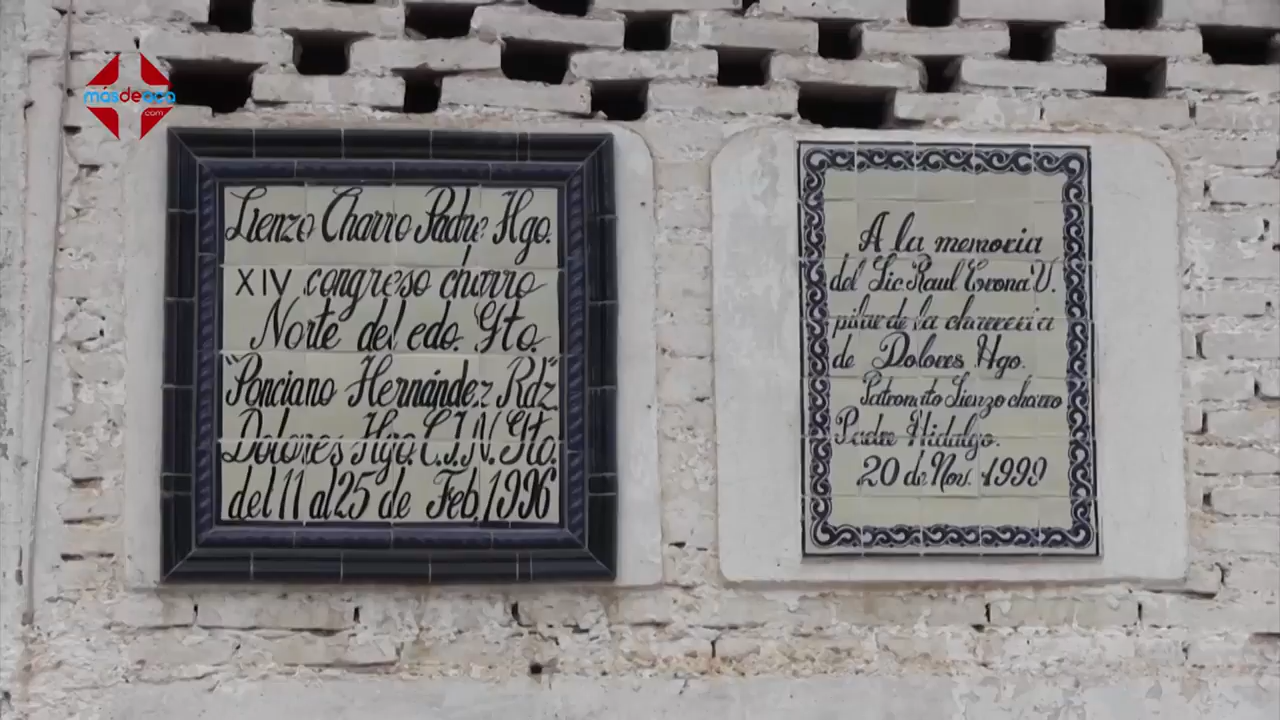 másdeacá
.com
Lienzo Charro Padre Hgo.
XIV congreso charro
Norte del edo. Gto.
"Ponciano Hernández Rdz"
Dolores Hgo. C.I.N. Gto.
del 11 al 25 de Feb. 1996
A la memoria
del Lic Raul Erona V.
pilar de la charreria
de Dolores Hgo.
Patronato Lienzo charro
Padre Hidalgo.
20 de Nov. 1999